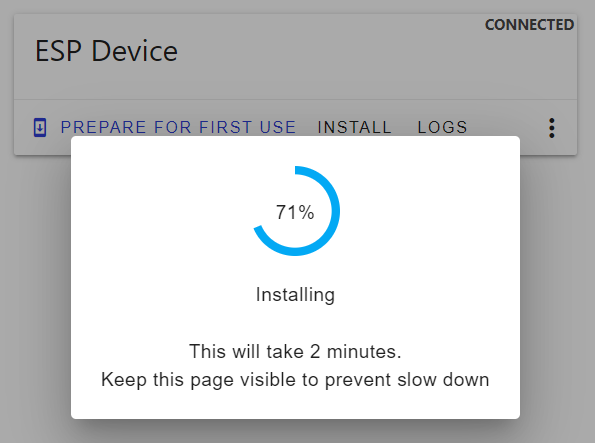 CONNECTED
ESP Device
PREPARE FOR FIRST USE INSTALL LOGS
71%
Installing
This will take 2 minutes.
Keep this page visible to prevent slow down